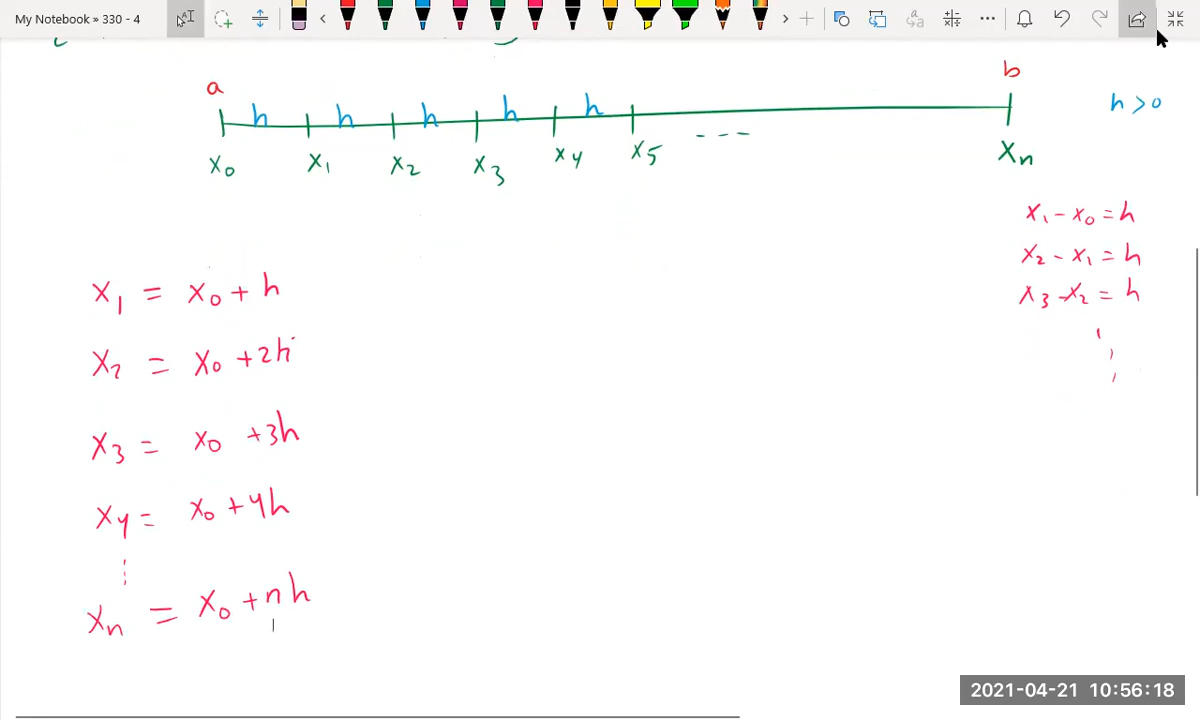 My Notebook » 330 - 4
a b
h h h h h h > 0
x₀ x₁ x₂ x₃ x₄ x₅ --- xₙ
x₁ - x₀ = h
x₂ - x₁ = h
x₃ - x₂ = h
x₁ = x₀ + h
x₂ = x₀ + 2h
x₃ = x₀ + 3h
x₄ = x₀ + 4h
⋮
xₙ = x₀ + nh
2021-04-21 10:56:18